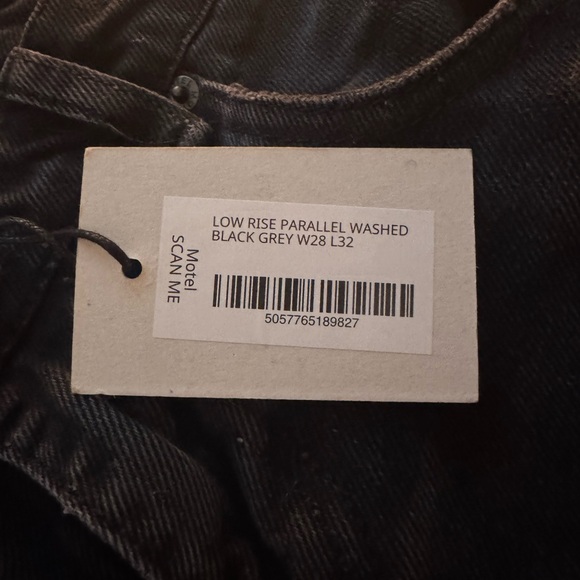 LOW RISE PARALLEL WASHED
BLACK GREY W28 L32
5057765189827
Motel
SCAN ME